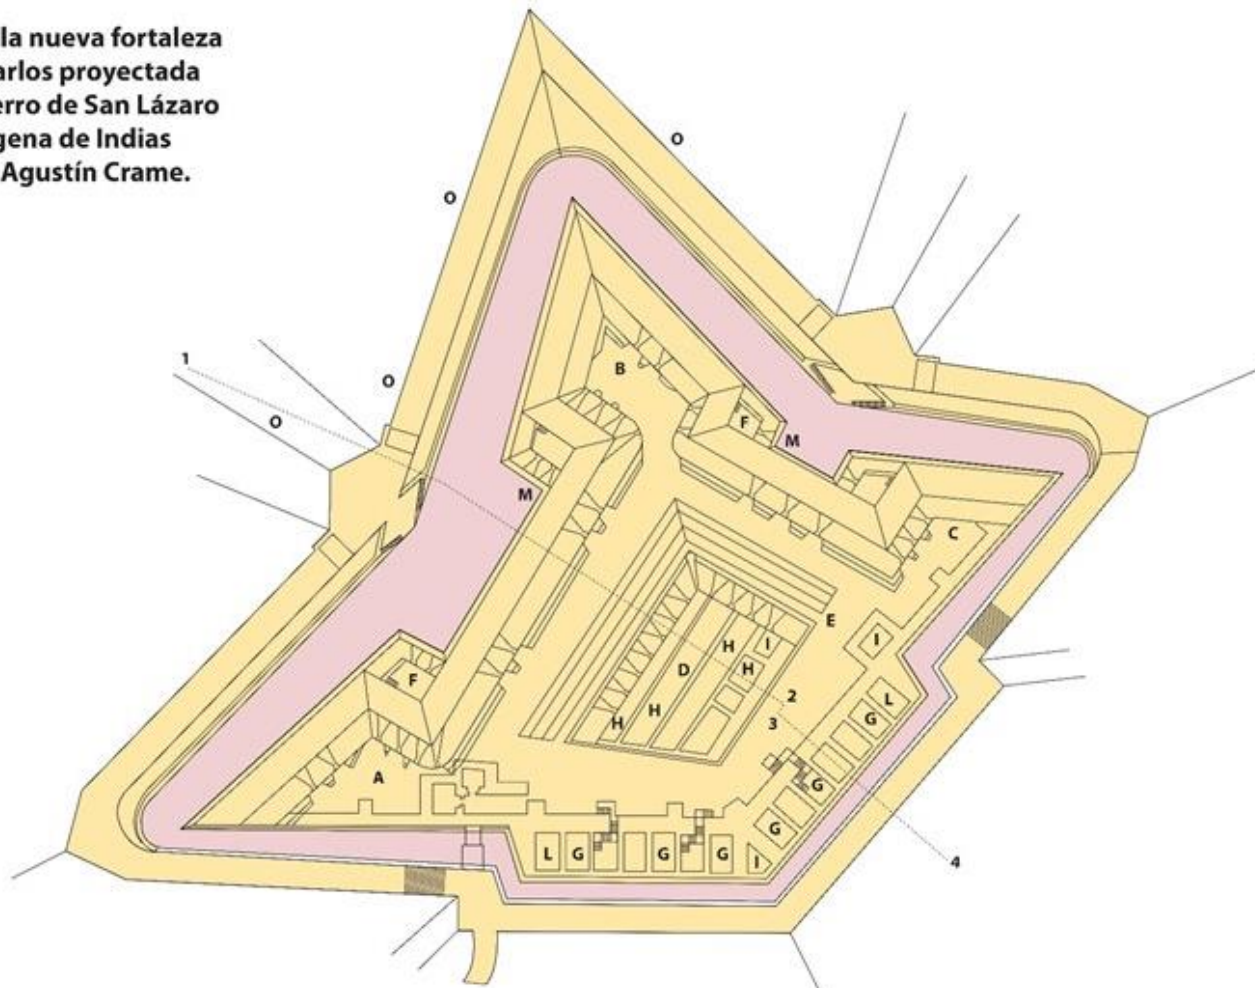 la nueva fortaleza
arlos proyectada
erro de San Lázaro
gena de Indias
Agustín Crame.
O
O
1
O
B
O
F
M
M
C
E
I
H
I
H
D
F
L
2
G
H
H
3
A
G
G
L
G
G
G
I
4